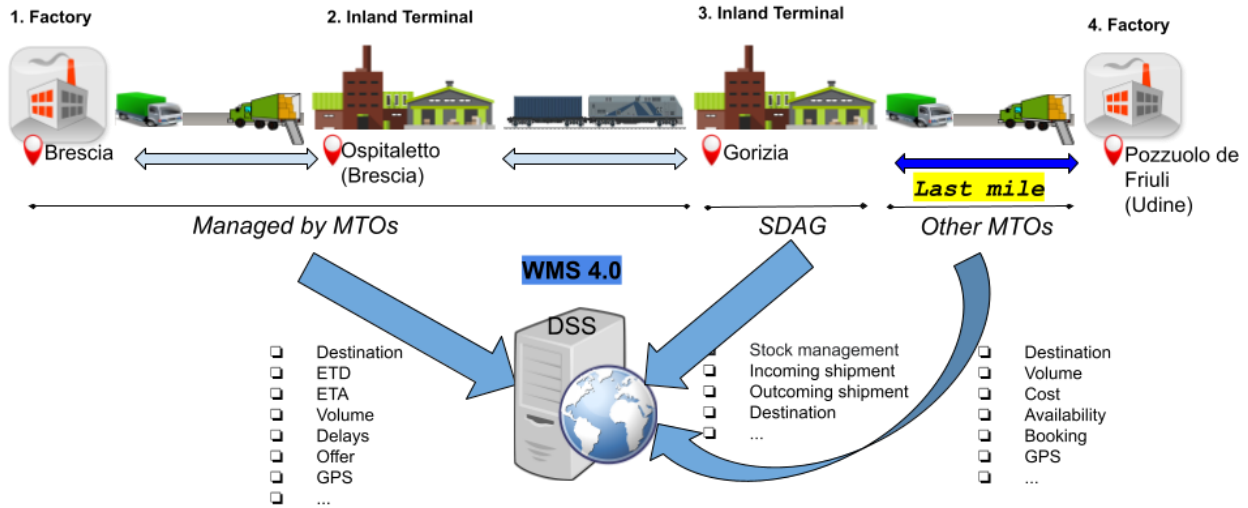 1. Factory
2. Inland Terminal
3. Inland Terminal
4. Factory
Brescia
Ospitaletto
(Brescia)
Gorizia
Pozzuolo de
Friuli
(Udine)
Last mile
Managed by MTOs
SDAG
Other MTOs
WMS 4.0
DSS
Destination
ETD
ETA
Volume
Delays
Offer
GPS
...
Stock management
Incoming shipment
Outcoming shipment
Destination
...
Destination
Volume
Cost
Availability
Booking
GPS
...